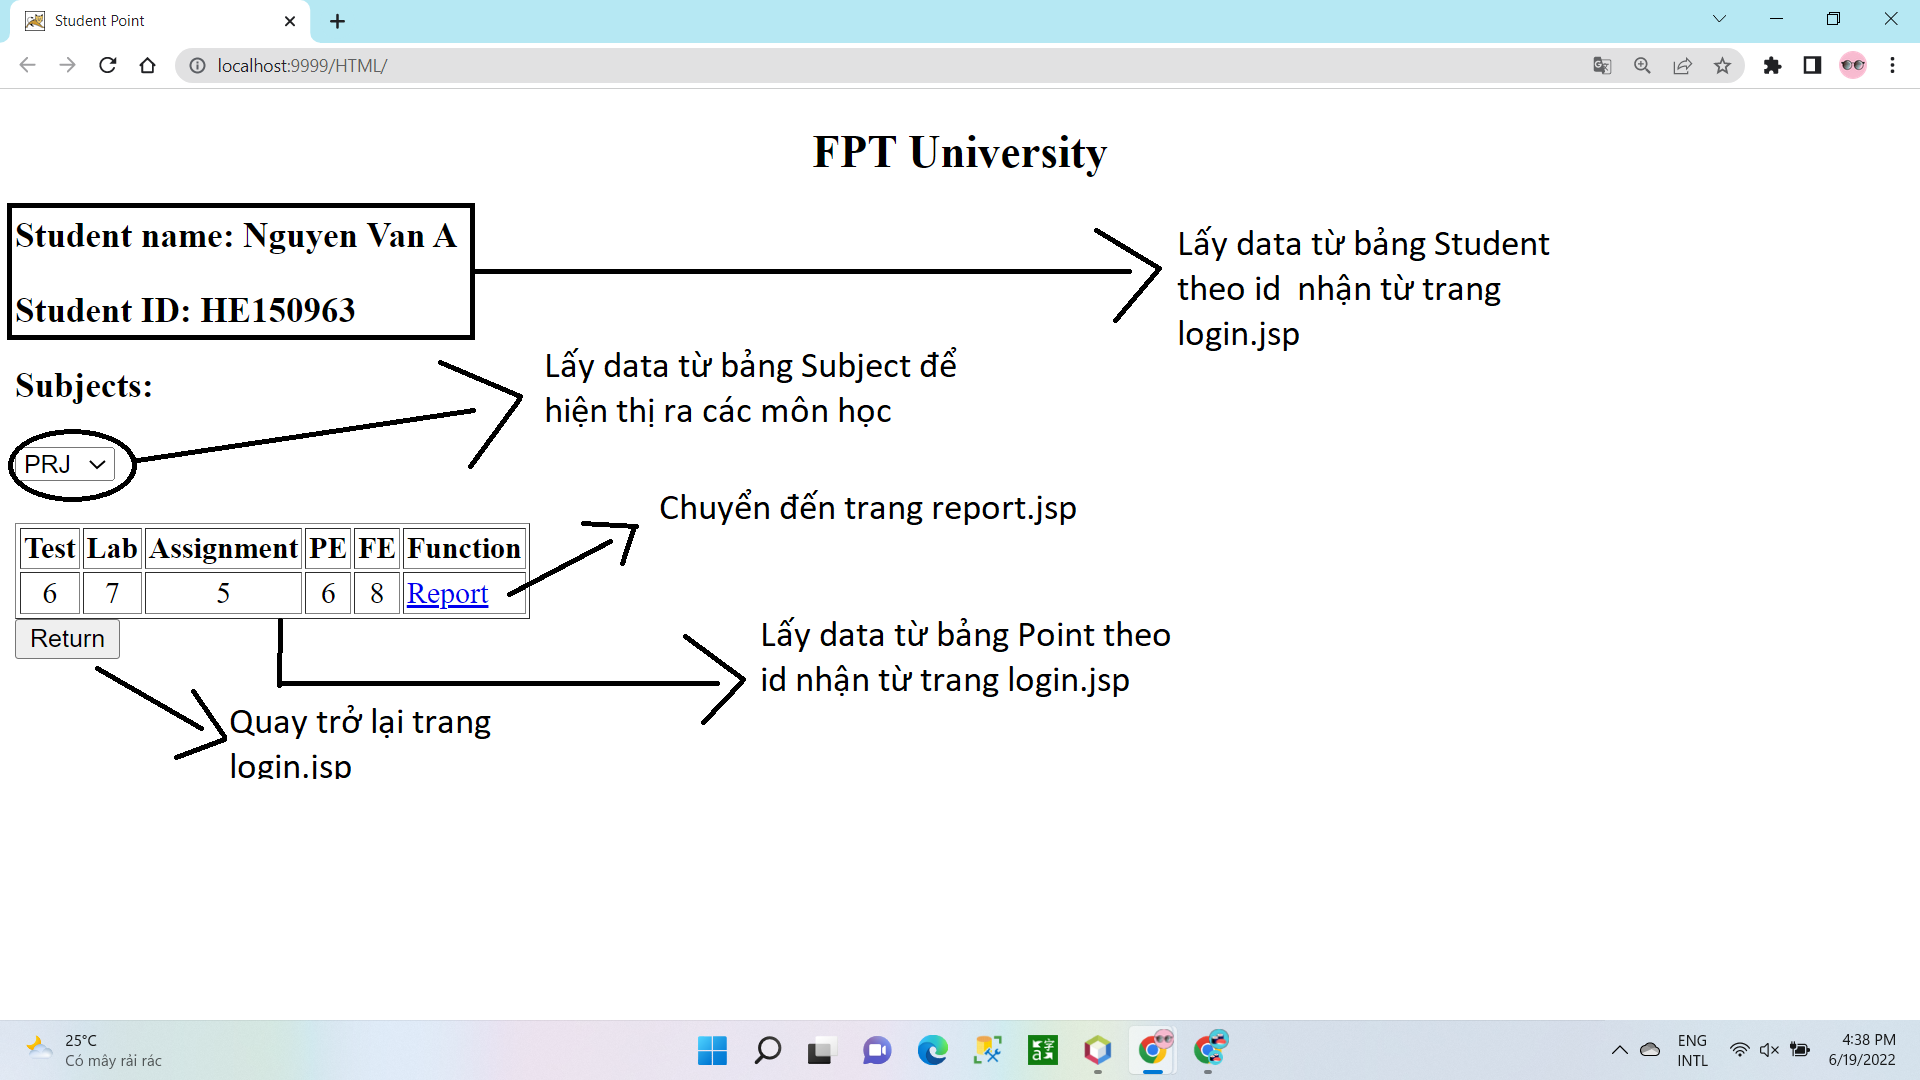 Student Point
localhost:9999/HTML/
FPT University
Student name: Nguyen Van A
Student ID: HE150963
Lấy data từ bảng Student
theo id  nhận từ trang
login.jsp
Subjects:
Lấy data từ bảng Subject để
hiện thị ra các môn học
PRJ
Chuyển đến trang report.jsp
Test Lab Assignment PE FE Function
6 7 5 6 8 Report
Return
Lấy data từ bảng Point theo
id nhận từ trang login.jsp
Quay trở lại trang
login.jsp
25°C
Có mây rải rác
ENG
INTL
4:38 PM
6/19/2022